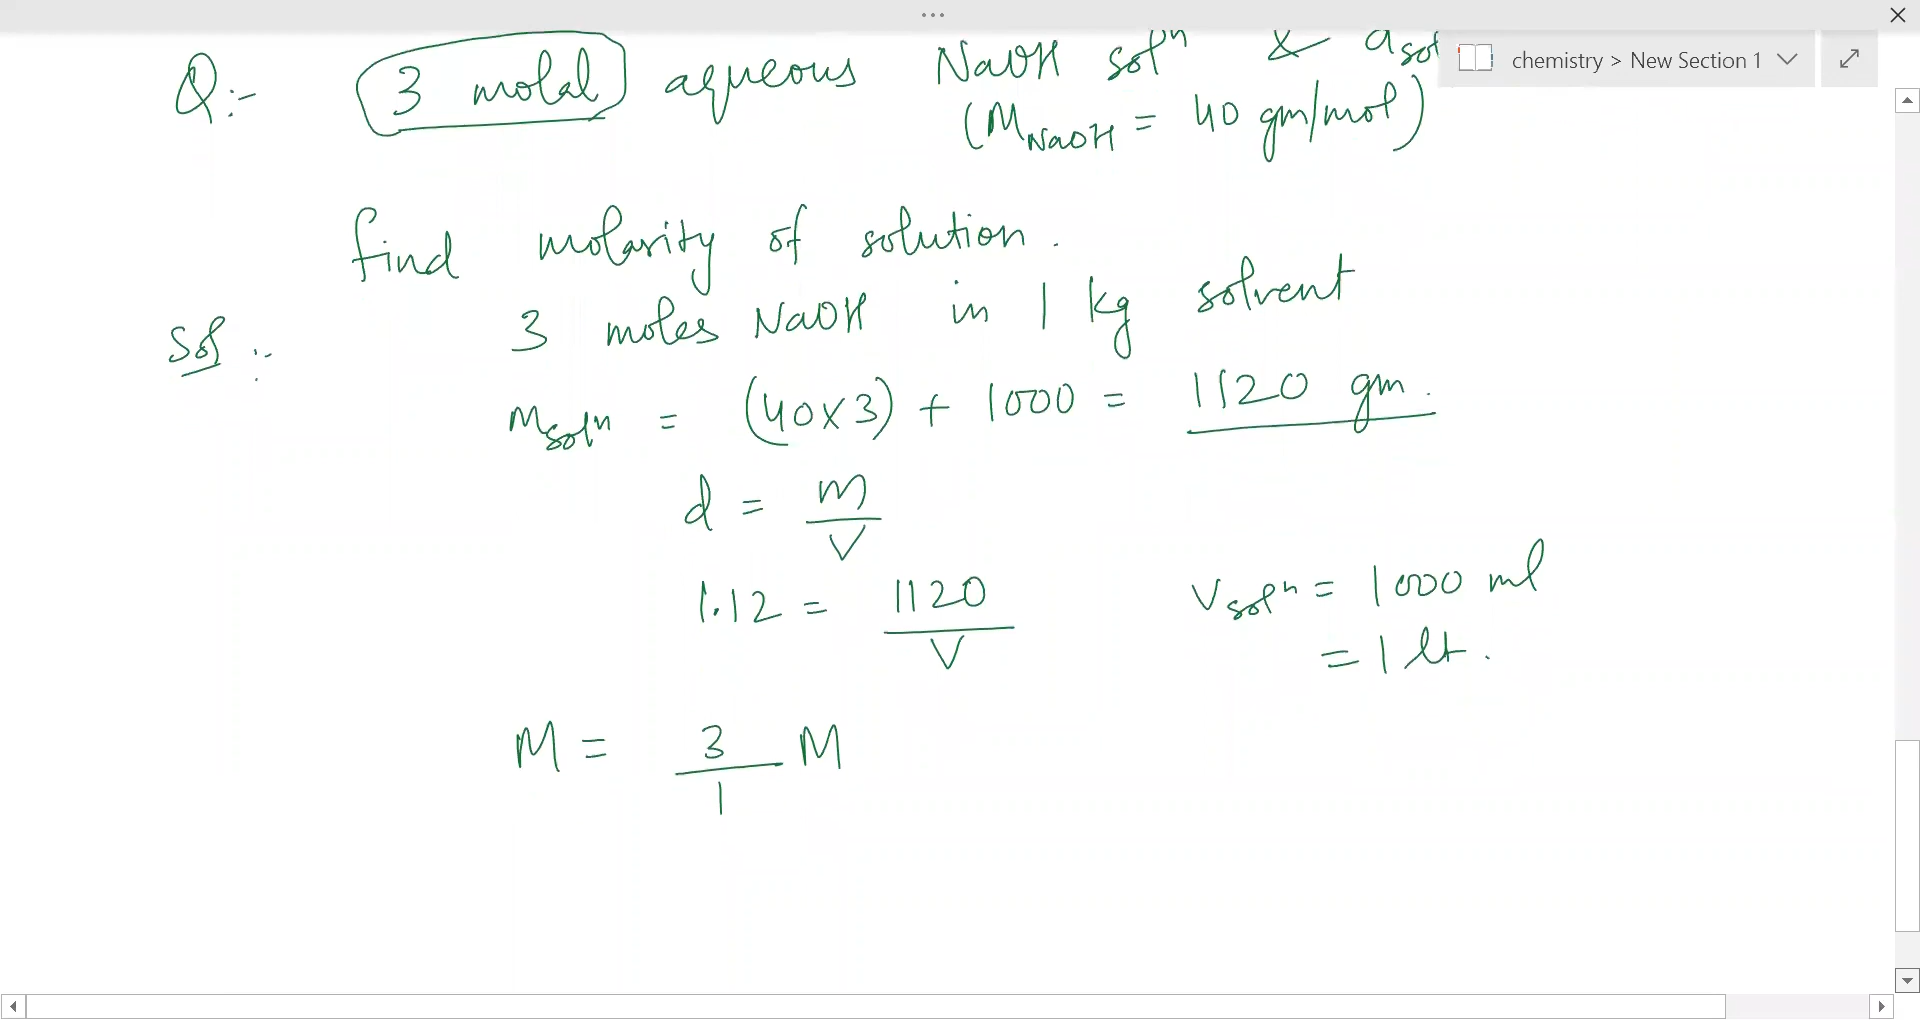 chemistry > New Section 1
Q:- 3 molal aqueous NaOH solⁿ &
(M_NaOH = 40 gm/mol)
find molarity of solution.
Sol :- 3 moles NaOH in 1 kg solvent
m_solⁿ = (40×3) + 1000 = 1120 gm.
d = m/V
1.12 = 1120/V
V_solⁿ = 1000 ml
= 1 lt.
M = 3/1 M